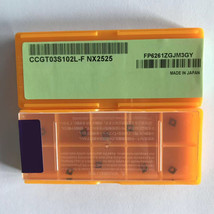 CCGT03S102L-F NX2525
FP6261ZGJM3GY
MADE IN JAPAN